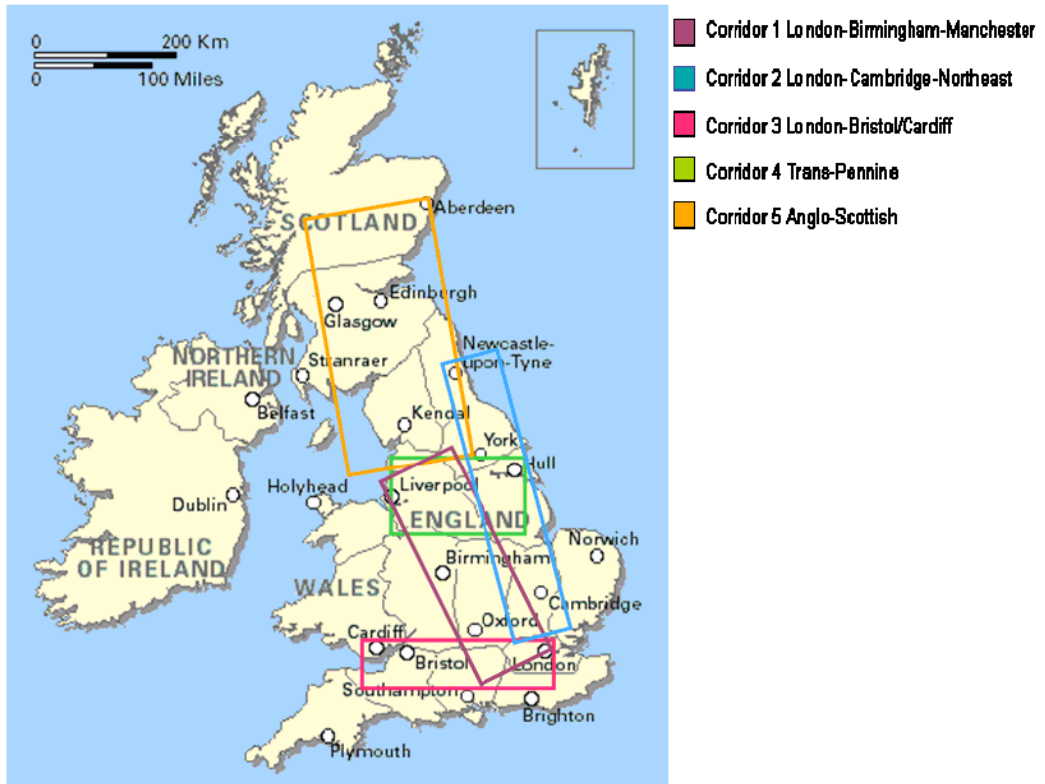 0 200 Km
0 100 Miles
Corridor 1 London-Birmingham-Manchester
Corridor 2 London-Cambridge-Northeast
Corridor 3 London-Bristol/Cardiff
Corridor 4 Trans-Pennine
Corridor 5 Anglo-Scottish
Aberdeen
SCOTLAND
Edinburgh
Glasgow
Newcastle-
upon-Tyne
NORTHERN
IRELAND
Stranraer
Belfast
Kendal
York
Hull
Liverpool
Holyhead
Dublin
ENGLAND
REPUBLIC
OF IRELAND
Norwich
Birmingham
WALES
Cambridge
Oxford
Cardiff
Bristol
London
Southampton
Brighton
Plymouth